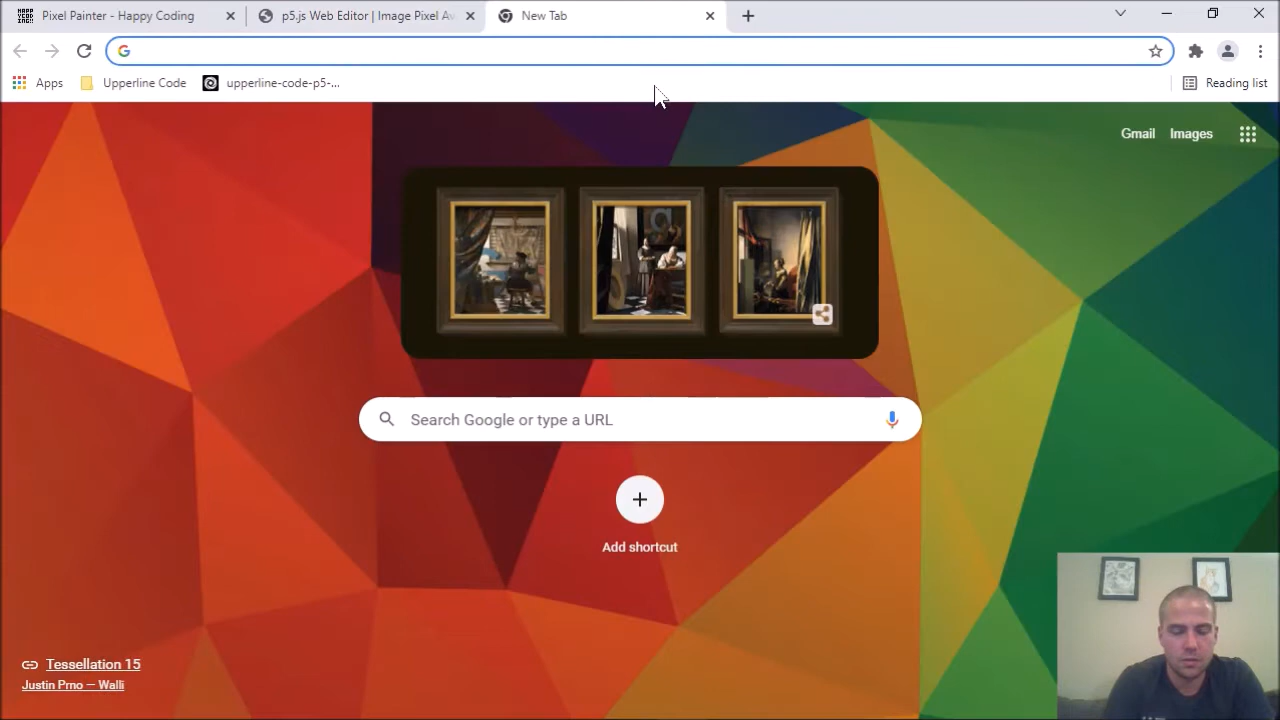 Pixel Painter - Happy Coding
p5.js Web Editor | Image Pixel Av
New Tab
Apps
Upperline Code
upperline-code-p5-...
Reading list
Gmail
Images
Search Google or type a URL
Add shortcut
Tessellation 15
Justin Prno — Walli